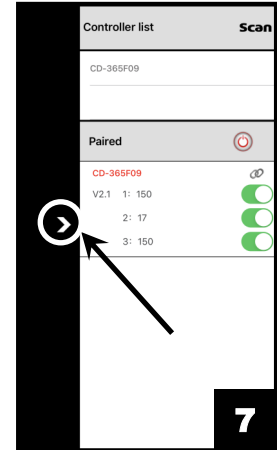 Controller list Scan
CD-365F09
Paired
CD-365F09
V2.1 1: 150
2: 17
3: 150
7